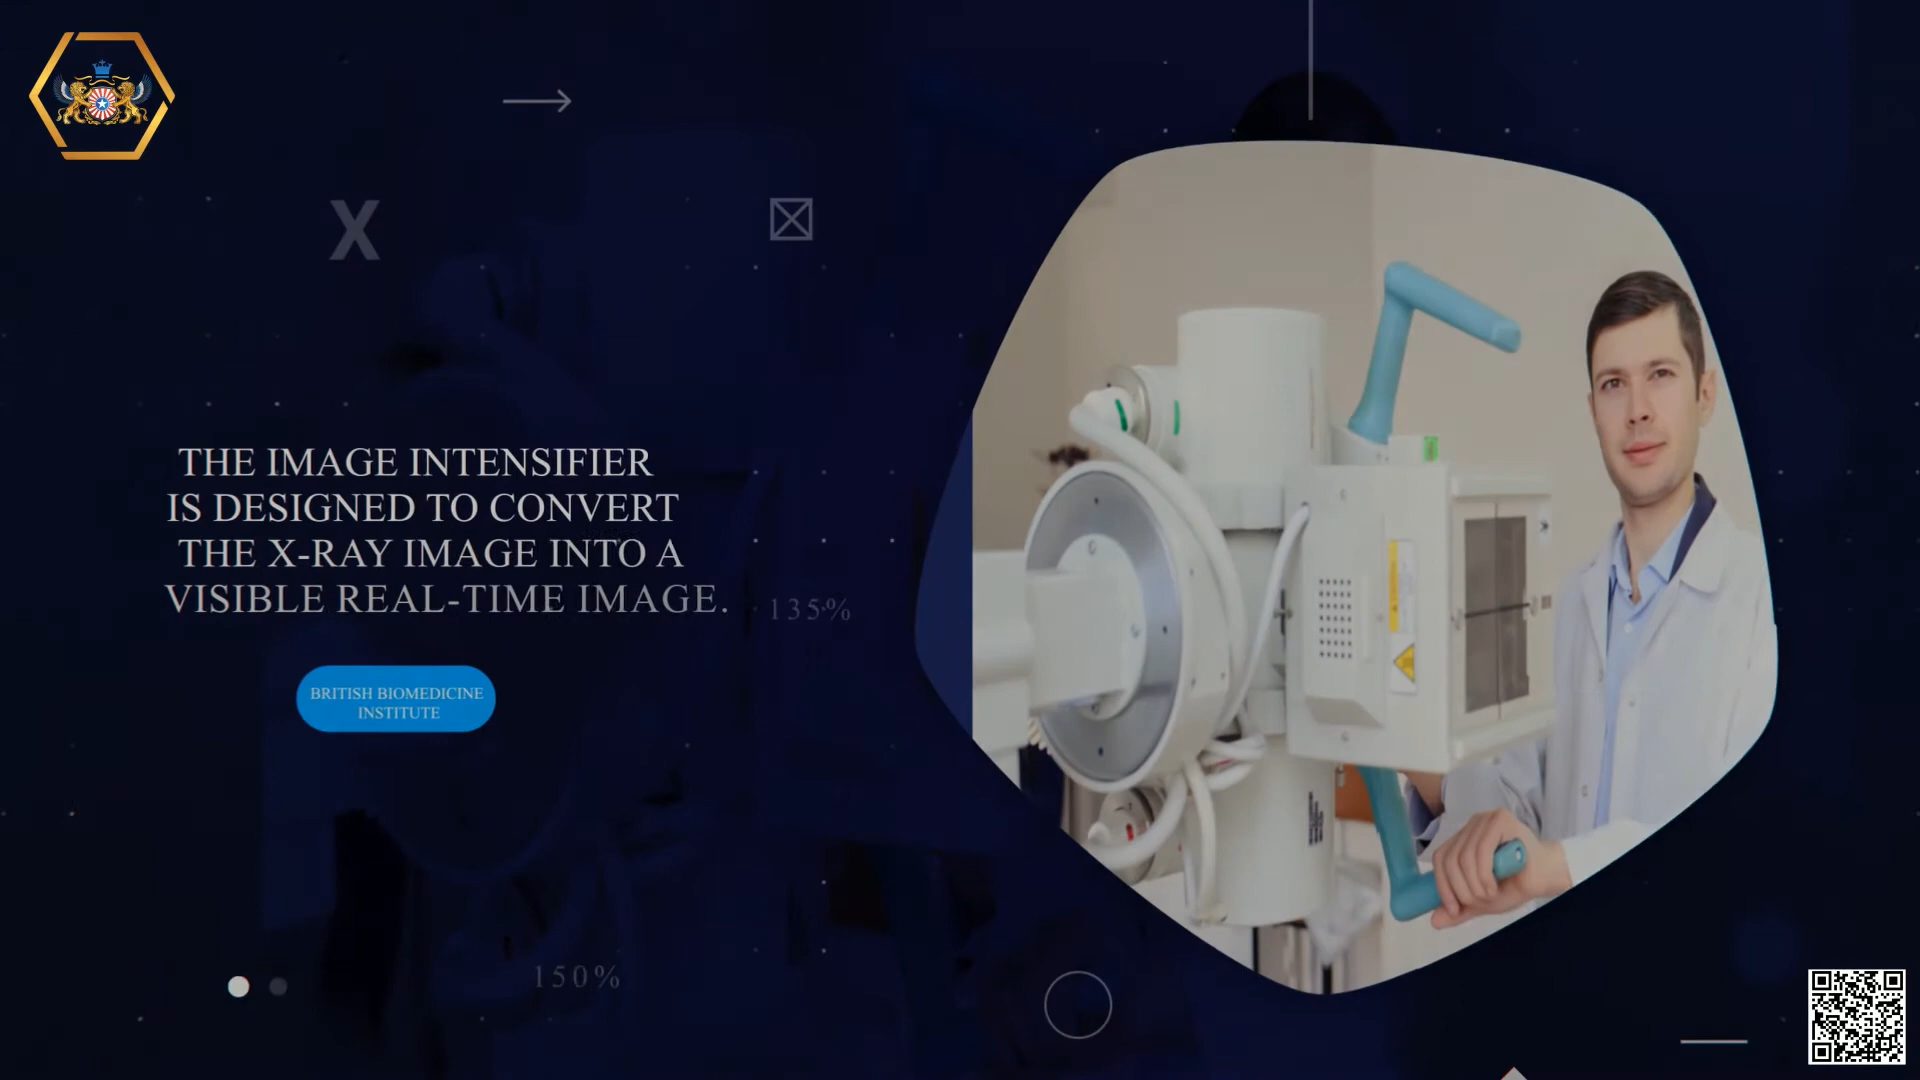 X
THE IMAGE INTENSIFIER
IS DESIGNED TO CONVERT
THE X-RAY IMAGE INTO A
VISIBLE REAL-TIME IMAGE.
135%
BRITISH BIOMEDICINE
INSTITUTE
150%